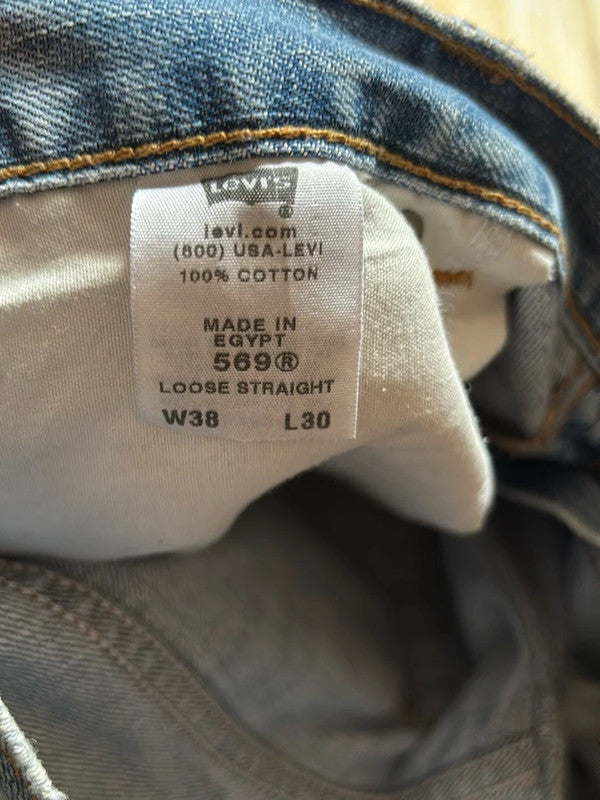 LEVI'S
®
levi.com
(800) USA-LEVI
100% COTTON
MADE IN
EGYPT
569®
LOOSE STRAIGHT
W38 L30